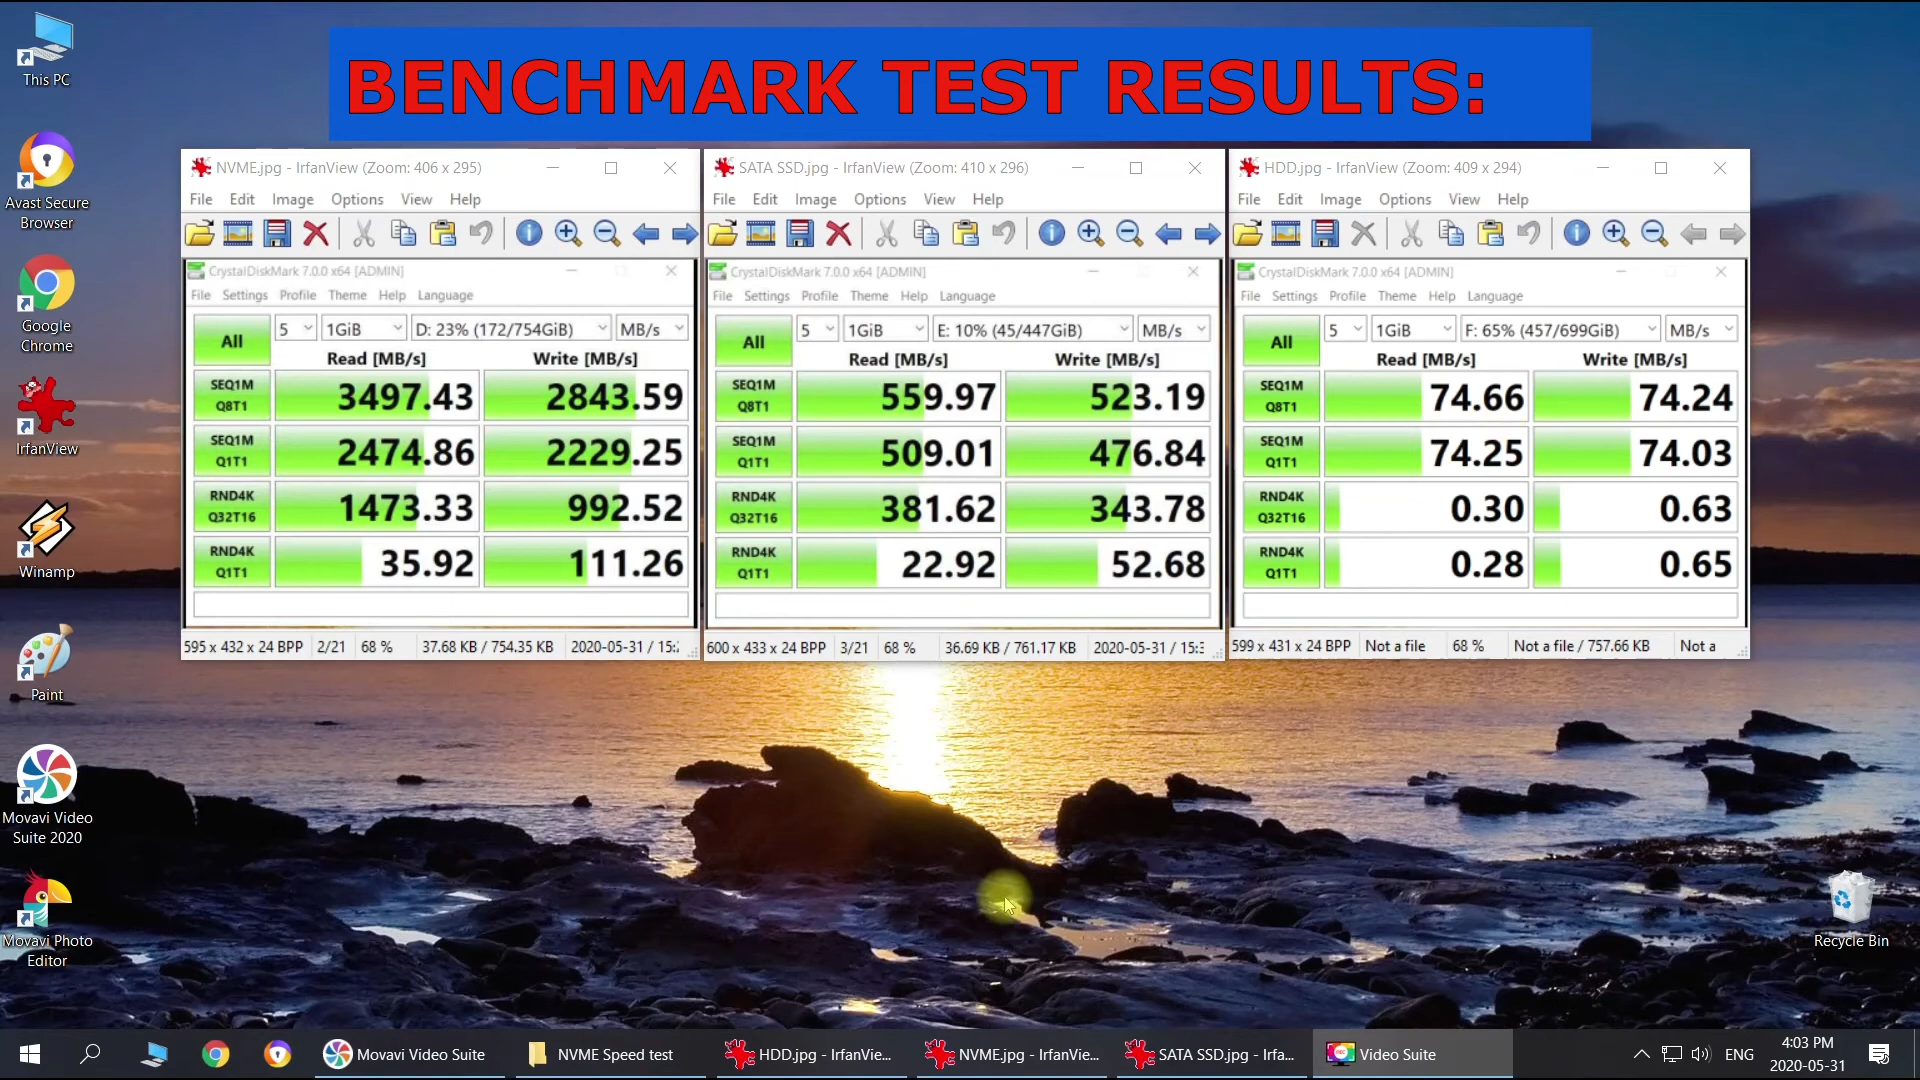 BENCHMARK TEST RESULTS:
This PC
Avast Secure
Browser
Google
Chrome
IrfanView
Winamp
Paint
Movavi Video
Suite 2020
Movavi Photo
Editor
Recycle Bin
NVME.jpg - IrfanView (Zoom: 406 x 295)
File Edit Image Options View Help
CrystalDiskMark 7.0.0 x64 [ADMIN]
File Settings Profile Theme Help Language
All 5 1GiB D: 23% (172/754GiB) MB/s
Read [MB/s] Write [MB/s]
SEQ1M
Q8T1
3497.43 2843.59
SEQ1M
Q1T1
2474.86 2229.25
RND4K
Q32T16
1473.33 992.52
RND4K
Q1T1
35.92 111.26
595 x 432 x 24 BPP 2/21 68 % 37.68 KB / 754.35 KB 2020-05-31 / 15:
SATA SSD.jpg - IrfanView (Zoom: 410 x 296)
File Edit Image Options View Help
CrystalDiskMark 7.0.0 x64 [ADMIN]
File Settings Profile Theme Help Language
All 5 1GiB E: 10% (45/447GiB) MB/s
Read [MB/s] Write [MB/s]
SEQ1M
Q8T1
559.97 523.19
SEQ1M
Q1T1
509.01 476.84
RND4K
Q32T16
381.62 343.78
RND4K
Q1T1
22.92 52.68
600 x 433 x 24 BPP 3/21 68 % 36.69 KB / 761.17 KB 2020-05-31 / 15:
HDD.jpg - IrfanView (Zoom: 409 x 294)
File Edit Image Options View Help
CrystalDiskMark 7.0.0 x64 [ADMIN]
File Settings Profile Theme Help Language
All 5 1GiB F: 65% (457/699GiB) MB/s
Read [MB/s] Write [MB/s]
SEQ1M
Q8T1
74.66 74.24
SEQ1M
Q1T1
74.25 74.03
RND4K
Q32T16
0.30 0.63
RND4K
Q1T1
0.28 0.65
599 x 431 x 24 BPP Not a file 68 % Not a file / 757.66 KB Not a
Movavi Video Suite NVME Speed test HDD.jpg - IrfanVie... NVME.jpg - IrfanVie... SATA SSD.jpg - Irfa... Video Suite ENG
4:03 PM
2020-05-31